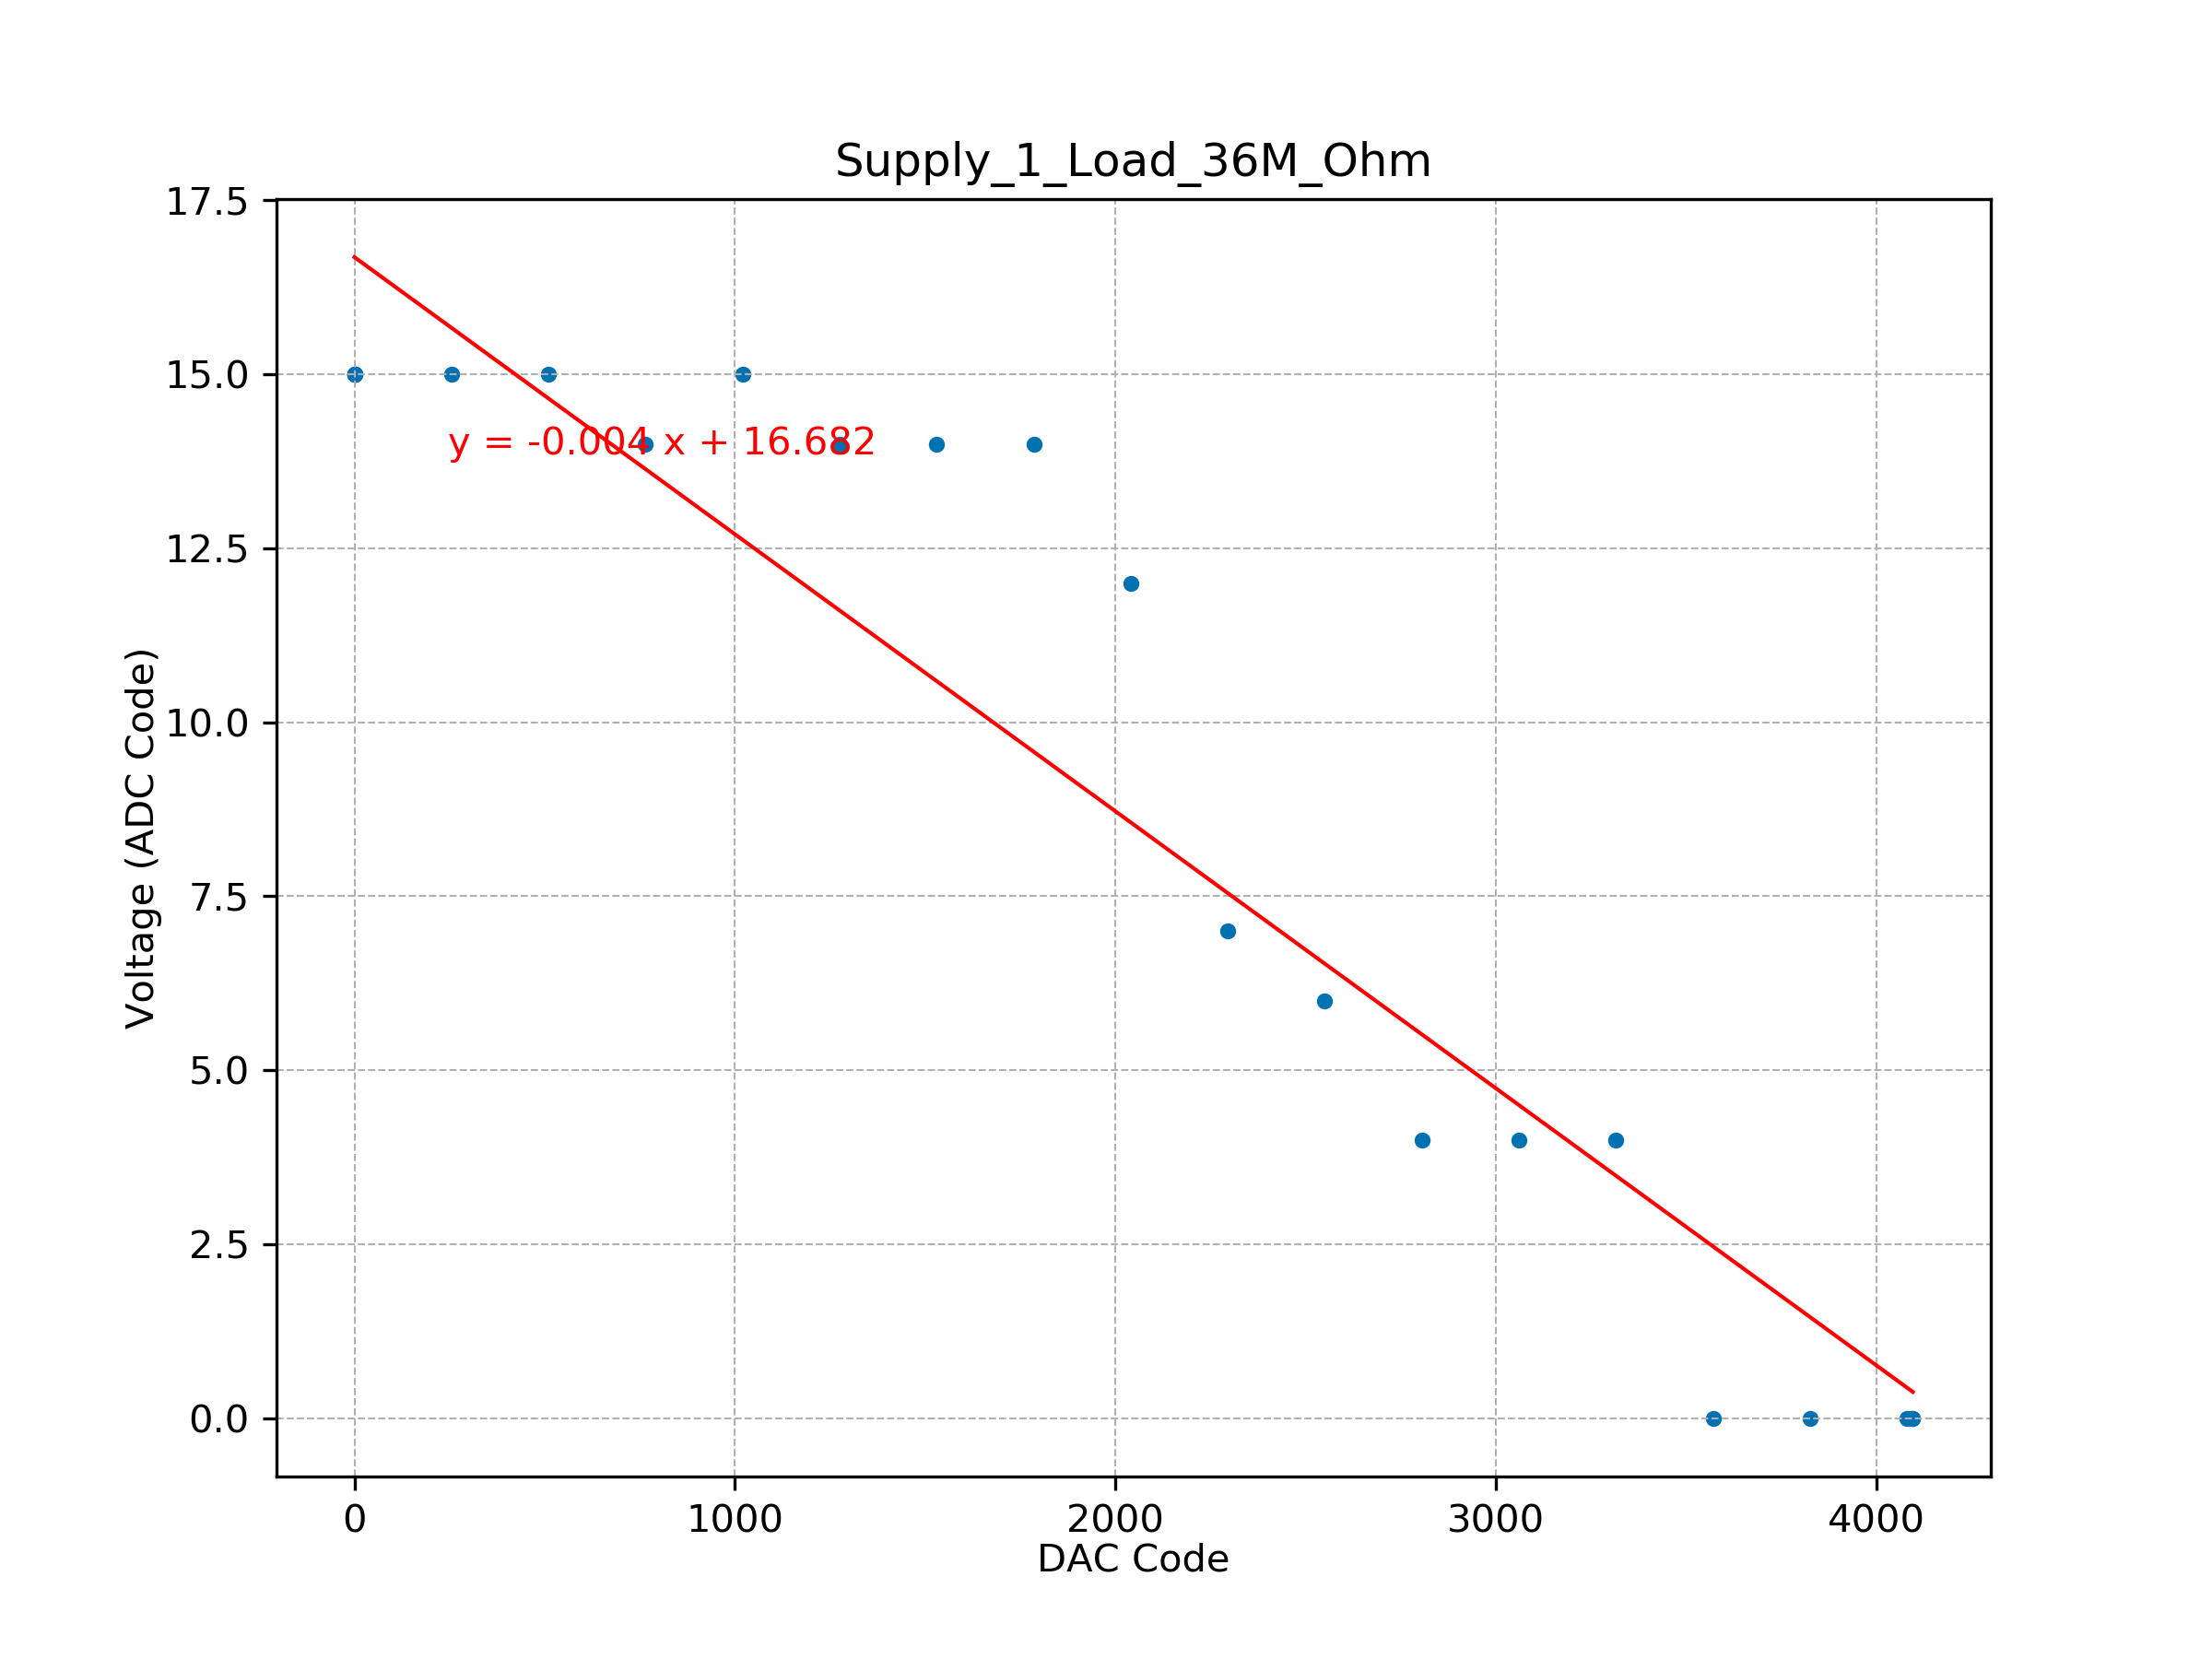 Supply_1_Load_36M_Ohm
17.5
15.0
12.5
10.0
7.5
5.0
2.5
0.0
Voltage (ADC Code)
y = -0.004 x + 16.682
0 1000 2000 3000 4000
DAC Code